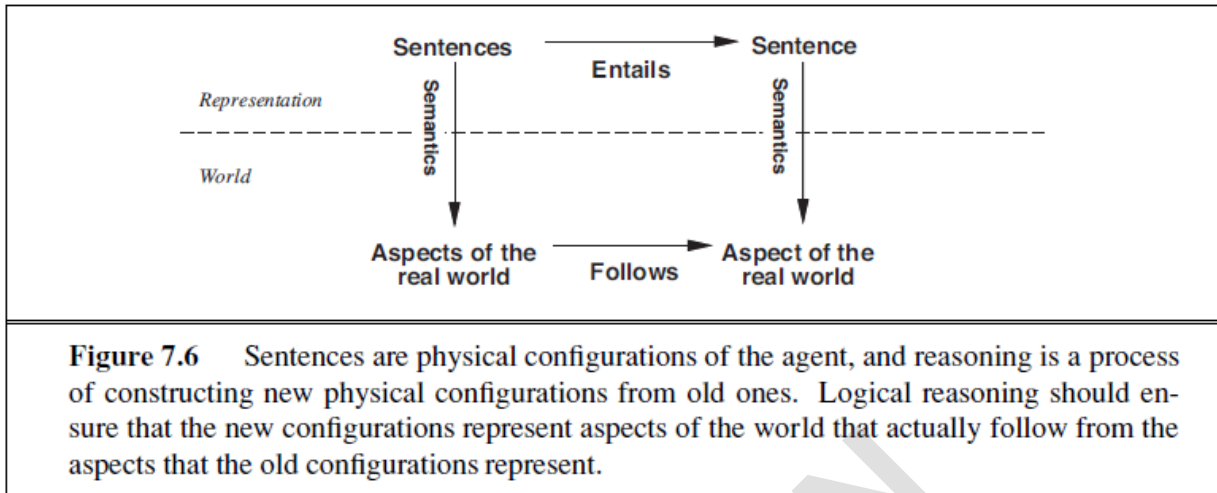 Sentences Sentence
Entails
Semantics Semantics
Representation
World
Aspects of the Aspect of the
real world Follows real world
Figure 7.6 Sentences are physical configurations of the agent, and reasoning is a process
of constructing new physical configurations from old ones. Logical reasoning should en-
sure that the new configurations represent aspects of the world that actually follow from the
aspects that the old configurations represent.